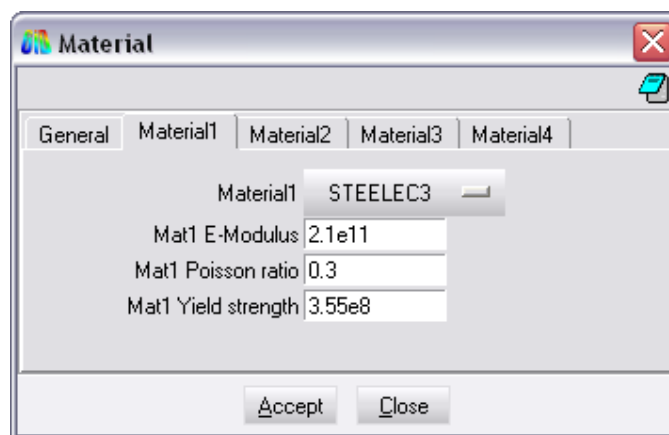 Material
General Material1 Material2 Material3 Material4
Material1 STEELEC3
Mat1 E-Modulus 2.1e11
Mat1 Poisson ratio 0.3
Mat1 Yield strength 3.55e8
Accept Close